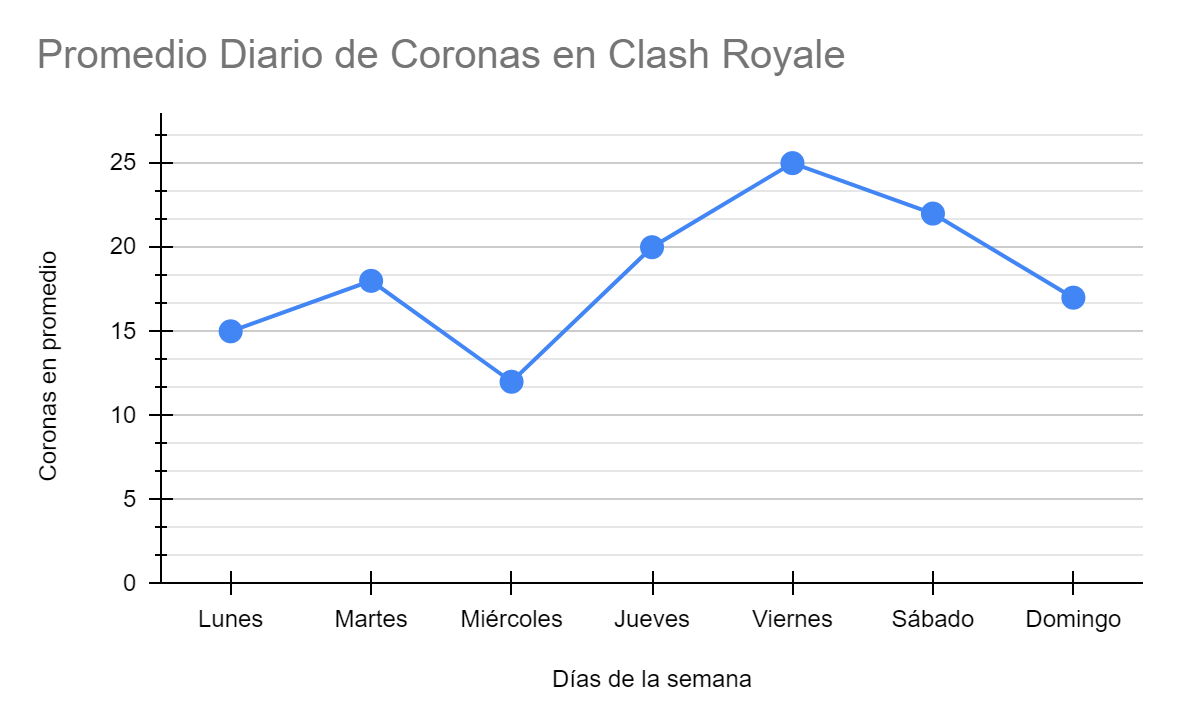 Promedio Diario de Coronas en Clash Royale
Coronas en promedio
25
20
15
10
5
0
Lunes Martes Miércoles Jueves Viernes Sábado Domingo
Días de la semana